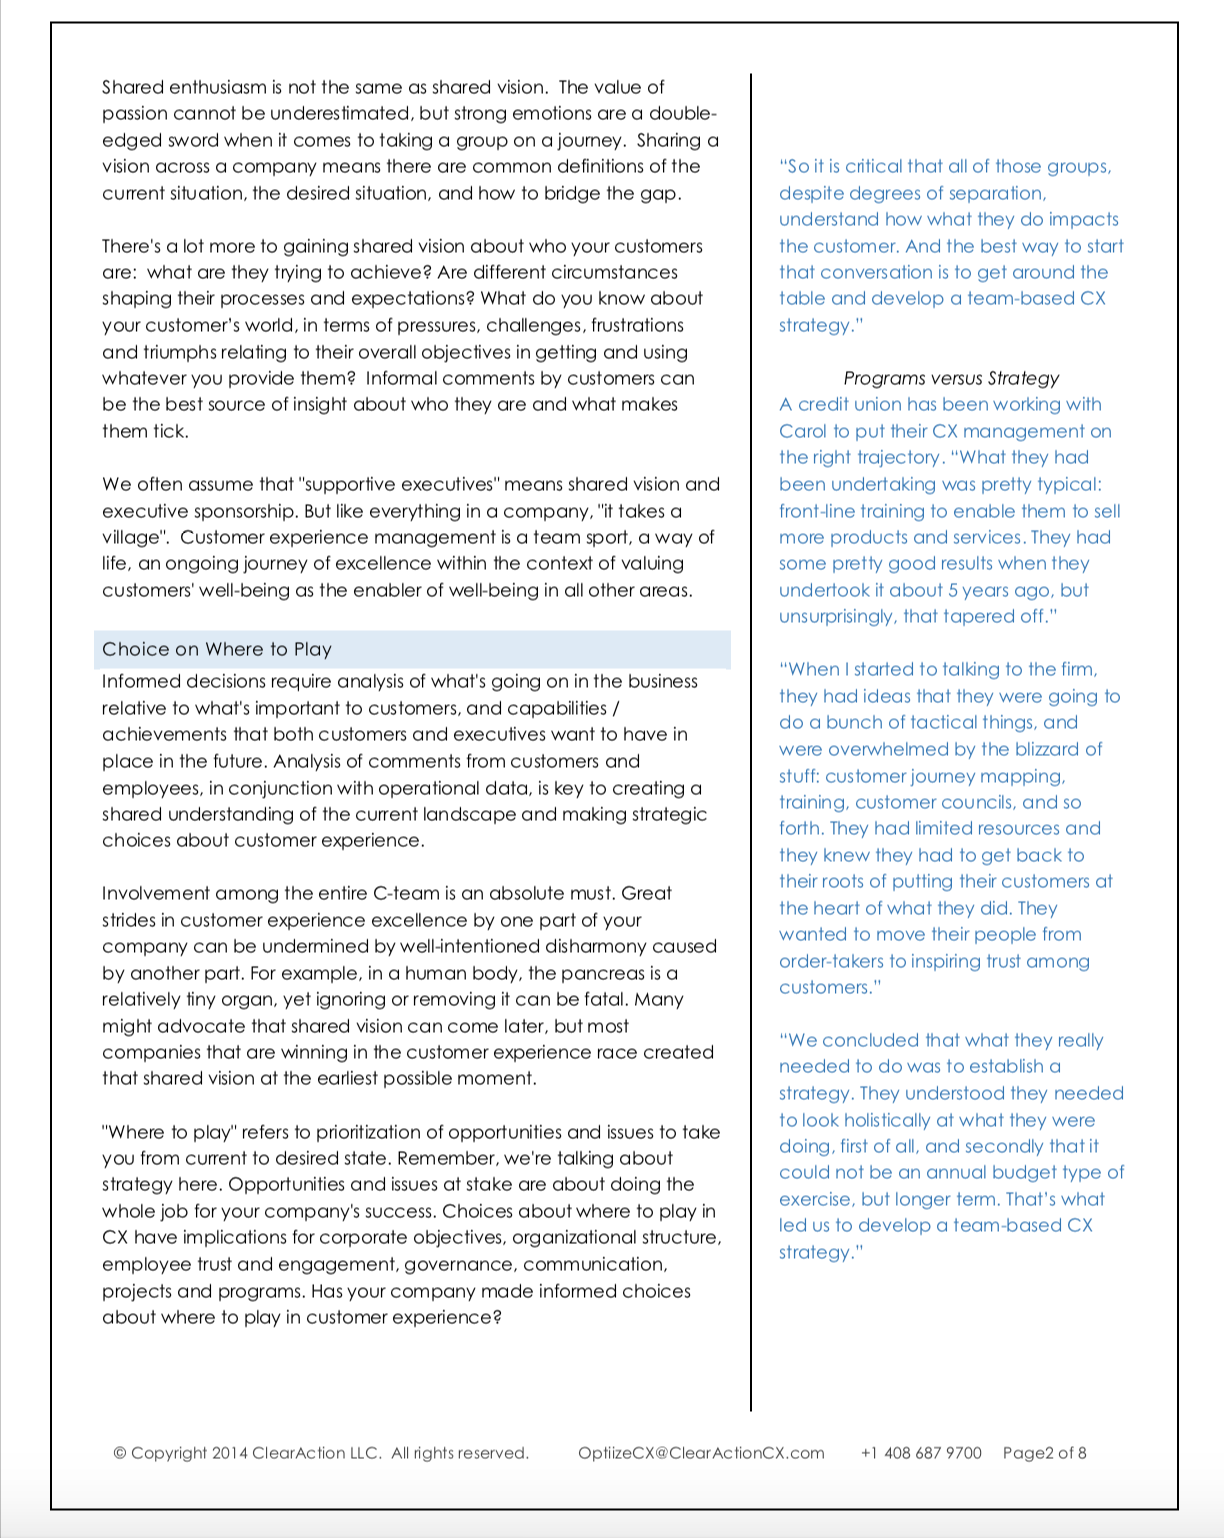 Shared enthusiasm is not the same as shared vision.  The value of
passion cannot be underestimated, but strong emotions are a double-
edged sword when it comes to taking a group on a journey.  Sharing a
vision across a company means there are common definitions of the
current situation, the desired situation, and how to bridge the gap.
There's a lot more to gaining shared vision about who your customers
are:  what are they trying to achieve? Are different circumstances
shaping their processes and expectations? What do you know about
your customer's world, in terms of pressures, challenges, frustrations
and triumphs relating to their overall objectives in getting and using
whatever you provide them?  Informal comments by customers can
be the best source of insight about who they are and what makes
them tick.
We often assume that "supportive executives" means shared vision and
executive sponsorship. But like everything in a company, "it takes a
village".  Customer experience management is a team sport, a way of
life, an ongoing journey of excellence within the context of valuing
customers' well-being as the enabler of well-being in all other areas.
Choice on Where to Play
Informed decisions require analysis of what's going on in the business
relative to what's important to customers, and capabilities /
achievements that both customers and executives want to have in
place in the future. Analysis of comments from customers and
employees, in conjunction with operational data, is key to creating a
shared understanding of the current landscape and making strategic
choices about customer experience.
Involvement among the entire C-team is an absolute must. Great
strides in customer experience excellence by one part of your
company can be undermined by well-intentioned disharmony caused
by another part. For example, in a human body, the pancreas is a
relatively tiny organ, yet ignoring or removing it can be fatal. Many
might advocate that shared vision can come later, but most
companies that are winning in the customer experience race created
that shared vision at the earliest possible moment.
"Where to play" refers to prioritization of opportunities and issues to take
you from current to desired state. Remember, we're talking about
strategy here. Opportunities and issues at stake are about doing the
whole job for your company's success. Choices about where to play in
CX have implications for corporate objectives, organizational structure,
employee trust and engagement, governance, communication,
projects and programs. Has your company made informed choices
about where to play in customer experience?
“So it is critical that all of those groups,
despite degrees of separation,
understand how what they do impacts
the customer. And the best way to start
that conversation is to get around the
table and develop a team-based CX
strategy.”
Programs versus Strategy
A credit union has been working with
Carol to put their CX management on
the right trajectory. “What they had
been undertaking was pretty typical:
front-line training to enable them to sell
more products and services. They had
some pretty good results when they
undertook it about 5 years ago, but
unsurprisingly, that tapered off.”
“When I started to talking to the firm,
they had ideas that they were going to
do a bunch of tactical things, and
were overwhelmed by the blizzard of
stuff: customer journey mapping,
training, customer councils, and so
forth. They had limited resources and
they knew they had to get back to
their roots of putting their customers at
the heart of what they did. They
wanted to move their people from
order-takers to inspiring trust among
customers.”
“We concluded that what they really
needed to do was to establish a
strategy. They understood they needed
to look holistically at what they were
doing, first of all, and secondly that it
could not be an annual budget type of
exercise, but longer term. That’s what
led us to develop a team-based CX
strategy.”
© Copyright 2014 ClearAction LLC.  All rights reserved. OptiizeCX@ClearActionCX.com +1 408 687 9700 Page2 of 8